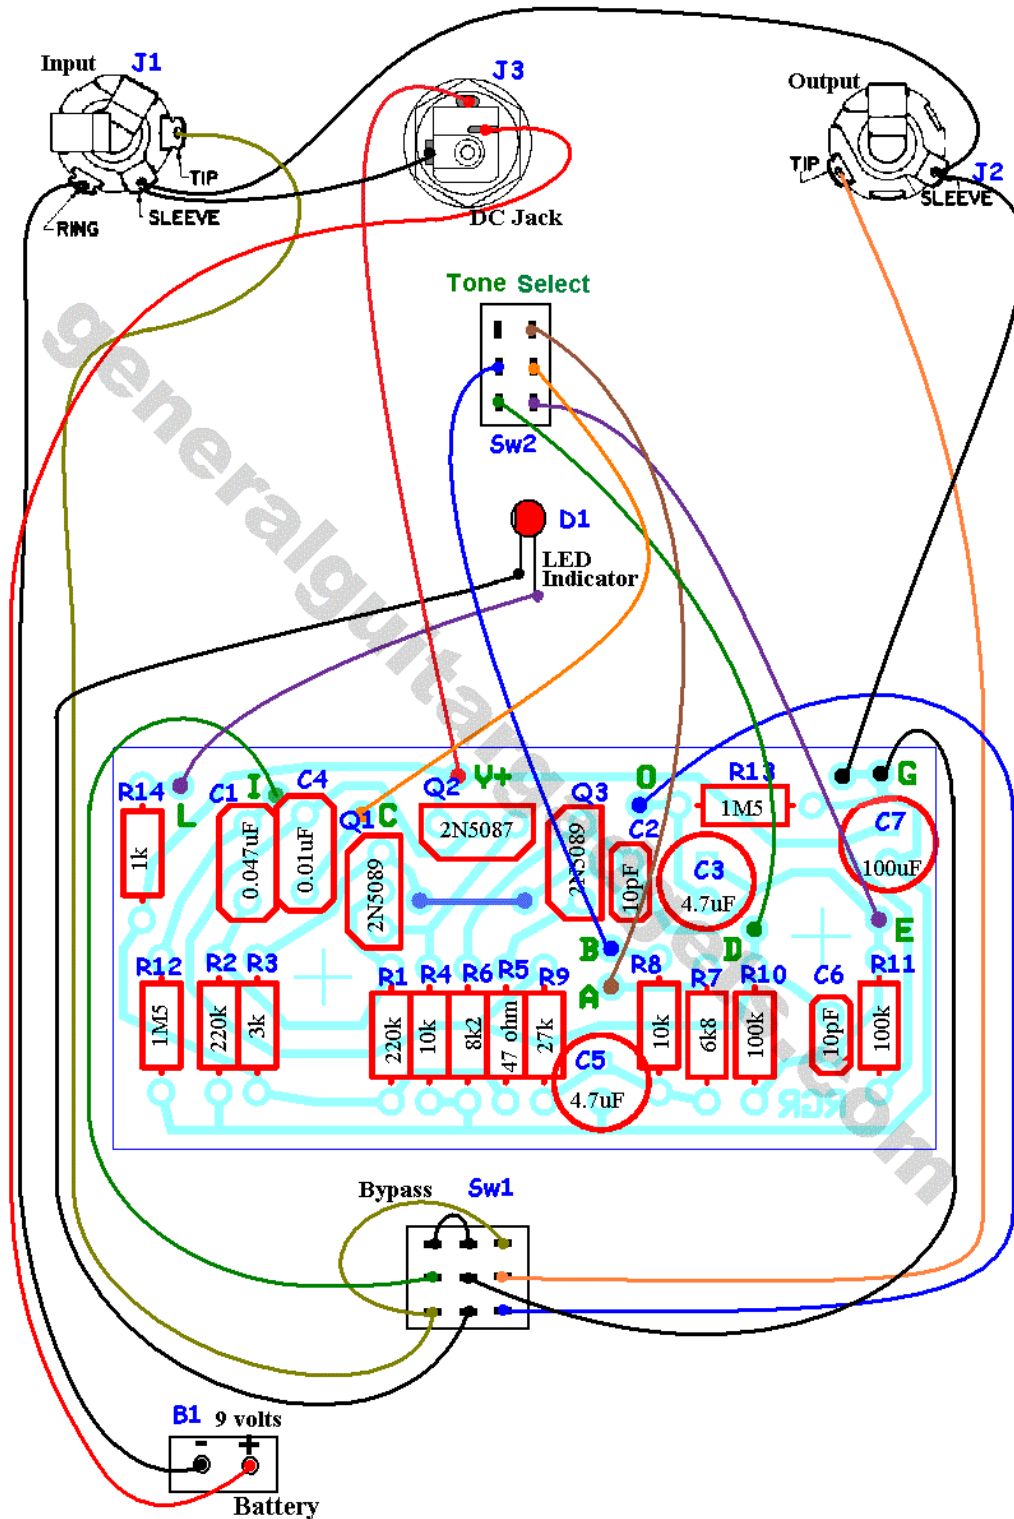 Input
J1
J3
Output
TIP
RING
SLEEVE
DC Jack
TIP
SLEEVE
J2
Tone Select
Sw2
D1
LED
Indicator
generalguitargadgets.com
R14
L
I
C1
C4
Q1
C
Q2
V+
Q3
O
C2
R13
G
1k
0.047uF
0.01uF
2N5089
2N5087
2N5089
10pF
C3
4.7uF
1M5
C7
100uF
B
D
E
A
R12
R2
R3
R1
R4
R6
R5
R9
R8
R7
R10
C6
R11
1M5
220k
3k
220k
10k
8k2
47 ohm
27k
C5
4.7uF
10k
6k8
100k
10pF
100k
RGR
Bypass
Sw1
B1
9 volts
- +
Battery